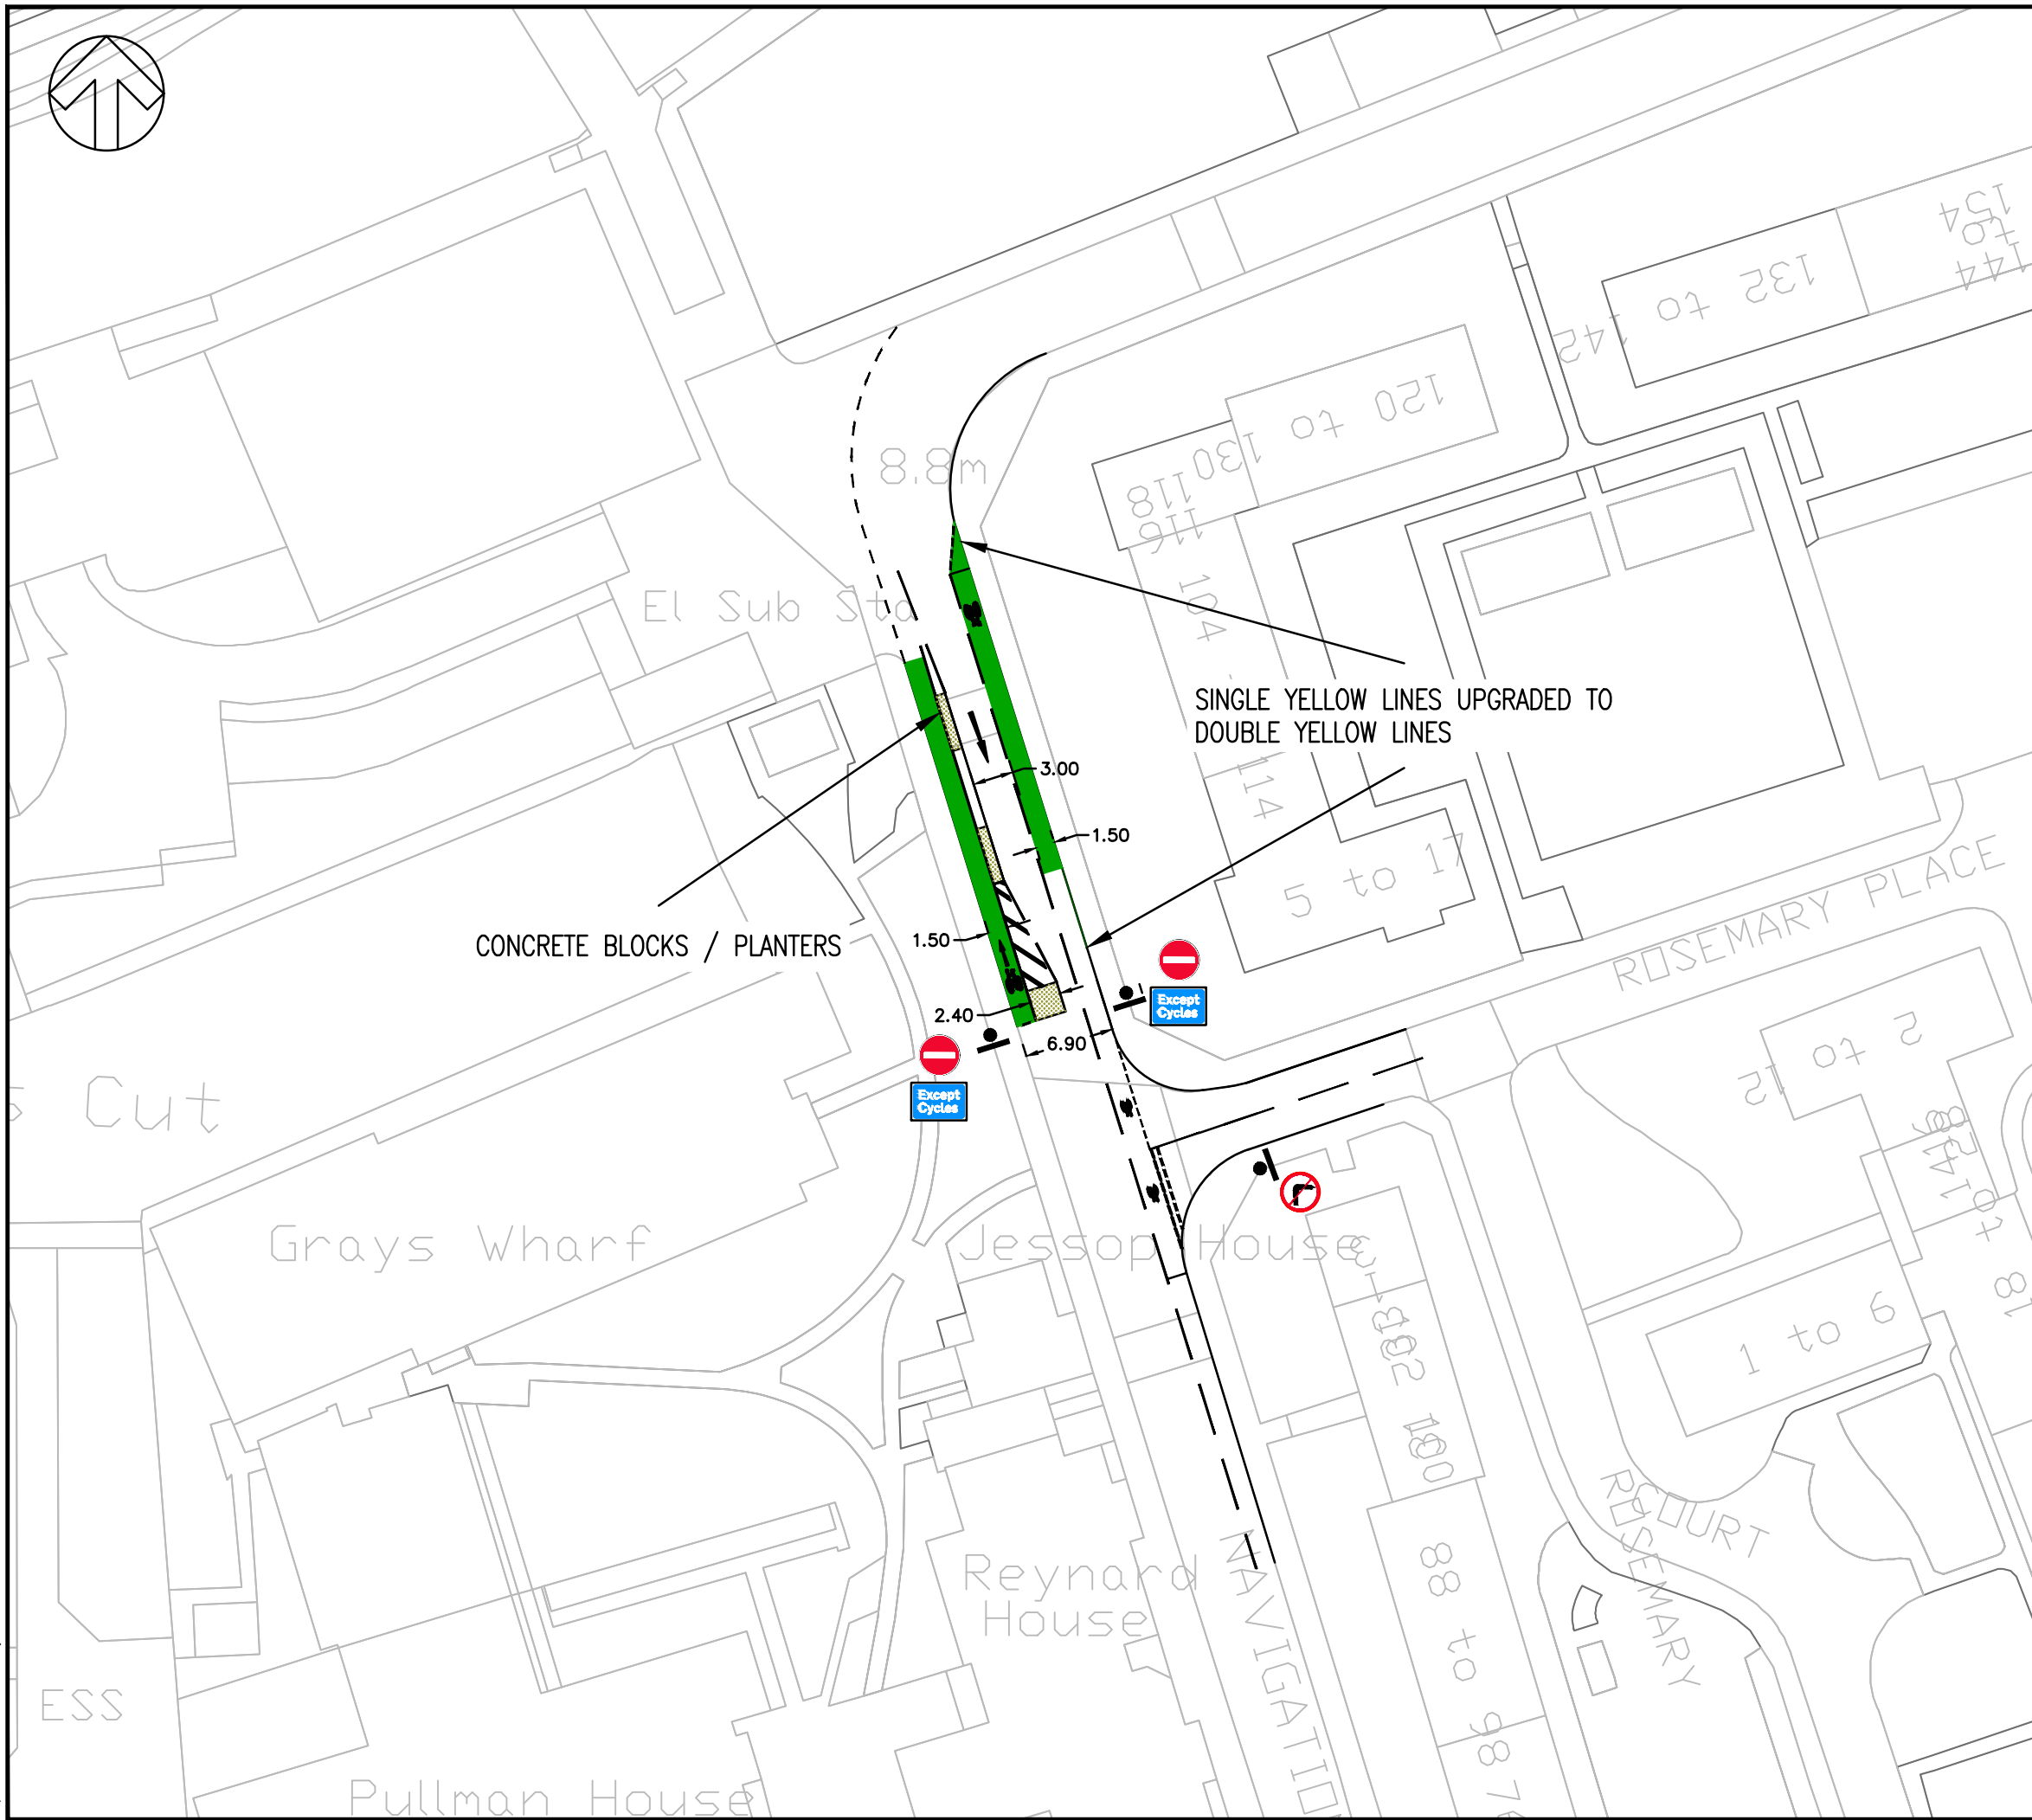 154
144
132 to 142
120 to 130
118
116
8.8m
El Sub Sta
104
114
SINGLE YELLOW LINES UPGRADED TO
DOUBLE YELLOW LINES
3.00
1.50
5 to 17
ROSEMARY PLACE
CONCRETE BLOCKS / PLANTERS
1.50
Except
Cycles
2.40
6.90
Except
Cycles
Cut
2 to 12
Grays Wharf
Jessop House
1 to 6
18
Reynard
House
ROSEMARY
COURT
NAVIGATIO
88 to 98
ESS
Pullman House